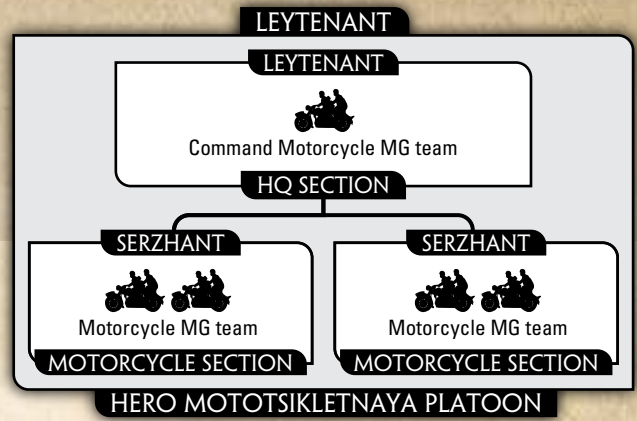 LEYTENANT
LEYTENANT
Command Motorcycle MG team
HQ SECTION
SERZHANT
Motorcycle MG team
MOTORCYCLE SECTION
SERZHANT
Motorcycle MG team
MOTORCYCLE SECTION
HERO MOTOTSIKLETNAYA PLATOON